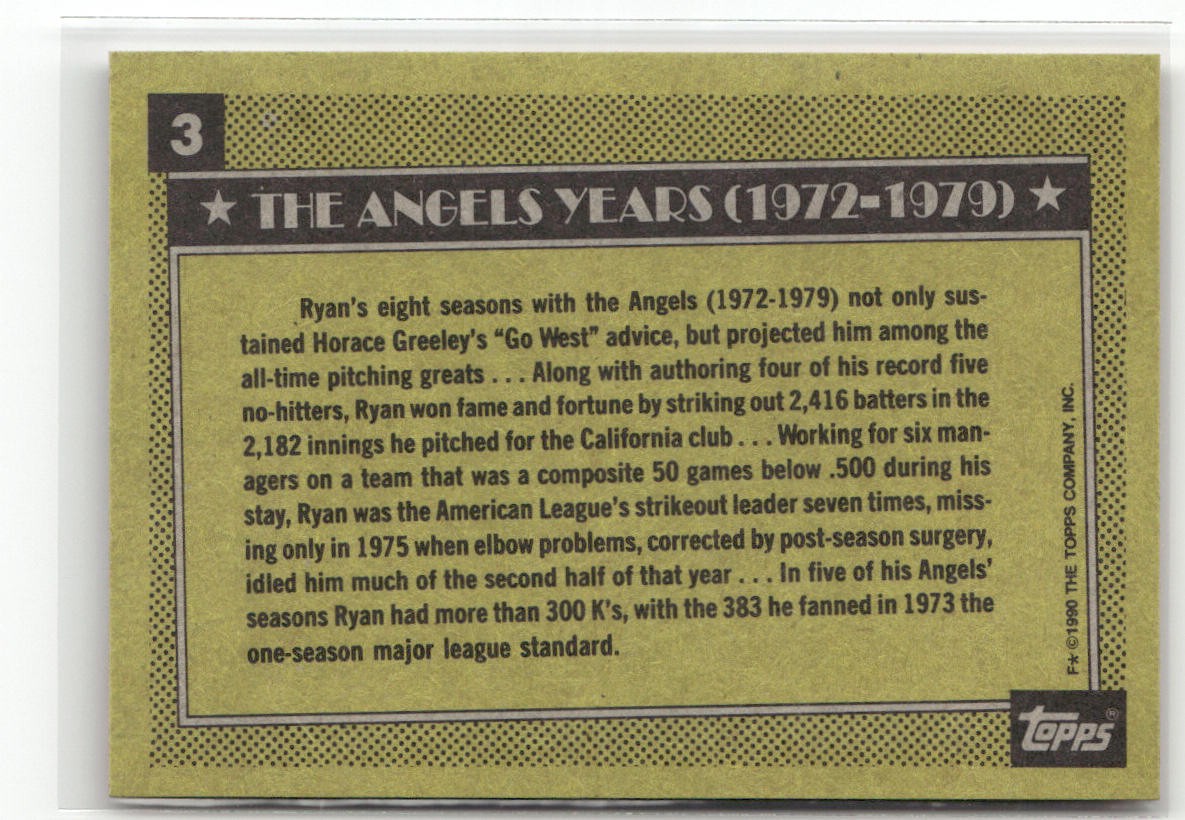 3
★ THE ANGELS YEARS (1972-1979) ★
Ryan's eight seasons with the Angels (1972-1979) not only sus-
tained Horace Greeley's "Go West" advice, but projected him among the
all-time pitching greats . . . Along with authoring four of his record five
no-hitters, Ryan won fame and fortune by striking out 2,416 batters in the
2,182 innings he pitched for the California club . . . Working for six man-
agers on a team that was a composite 50 games below .500 during his
stay, Ryan was the American League's strikeout leader seven times, miss-
ing only in 1975 when elbow problems, corrected by post-season surgery,
idled him much of the second half of that year . . . In five of his Angels'
seasons Ryan had more than 300 K's, with the 383 he fanned in 1973 the
one-season major league standard.
F★ ©1990 THE TOPPS COMPANY, INC.
topps®